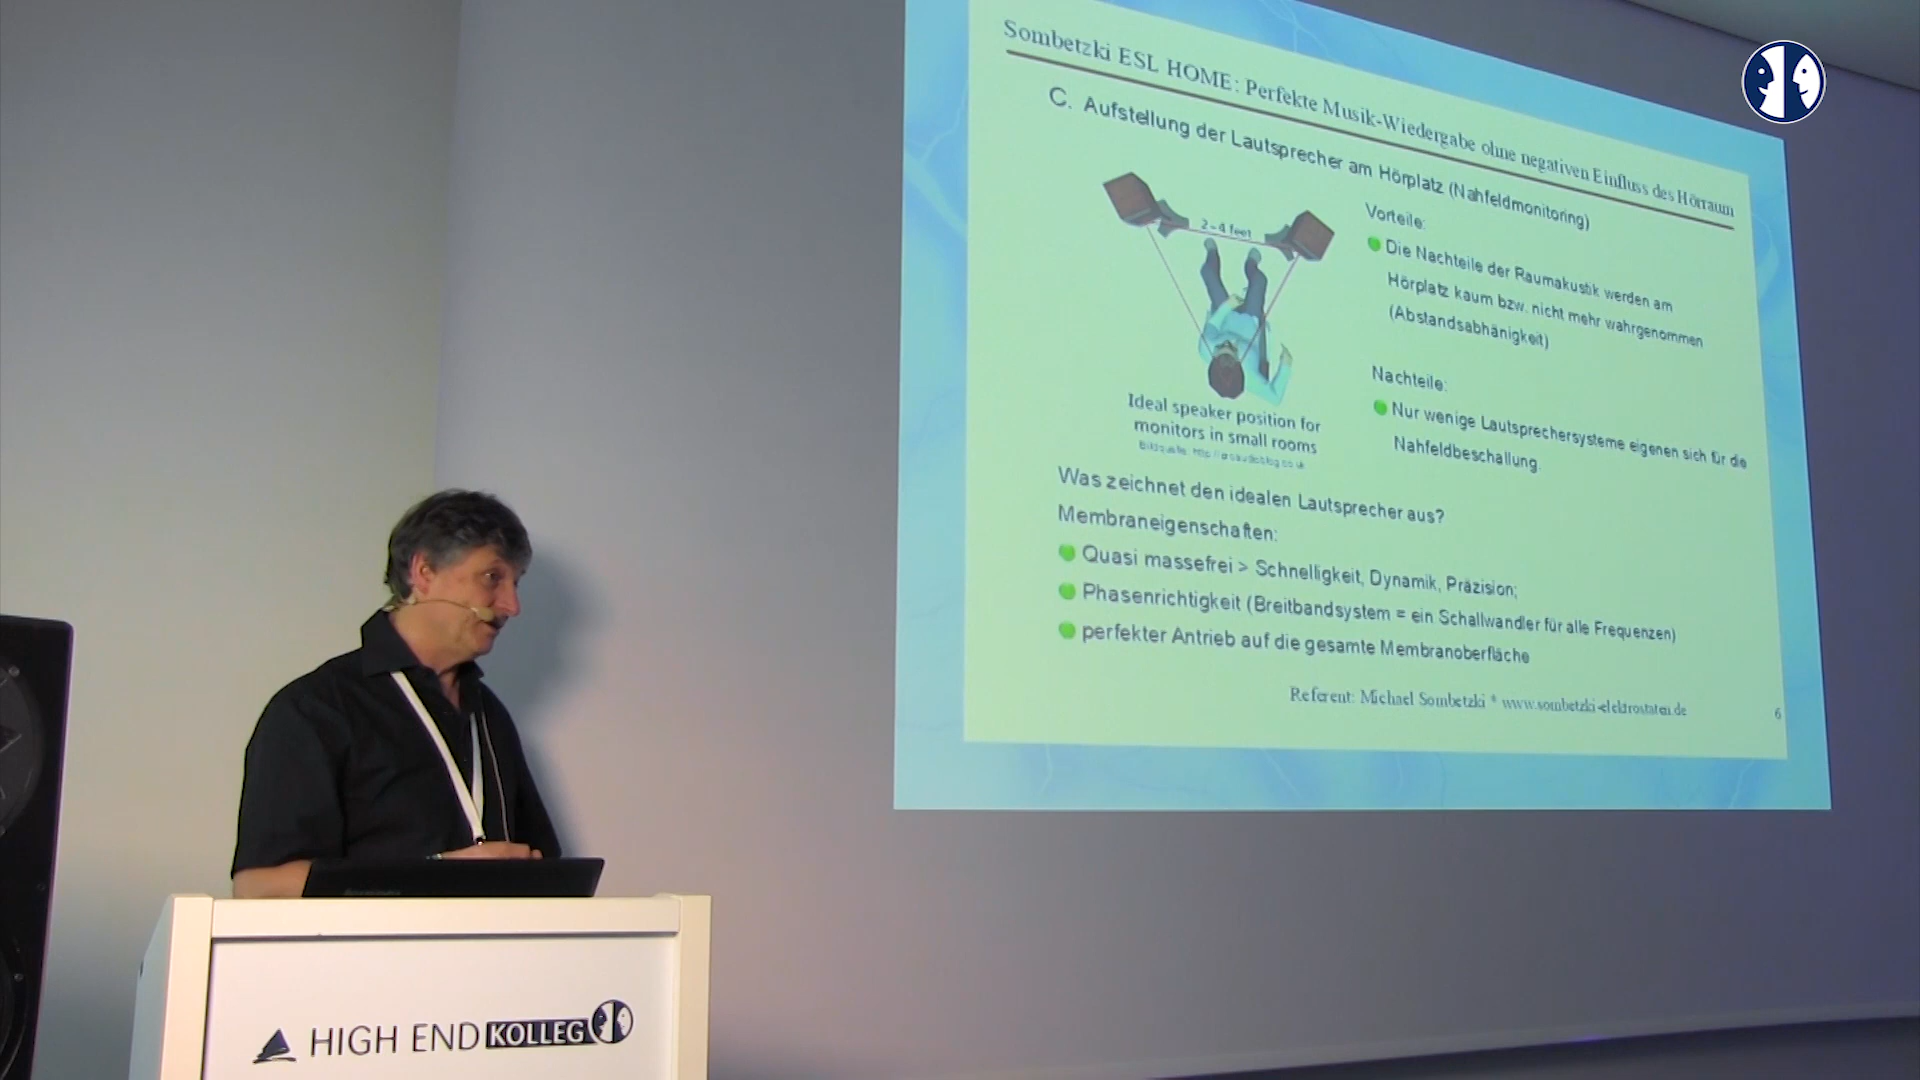 Sombetzki ESL HOME: Perfekte Musik-Wiedergabe ohne negativen Einfluss des Hörraum
C. Aufstellung der Lautsprecher am Hörplatz (Nahfeldmonitoring)
2-4 feet
Ideal speaker position for
monitors in small rooms
Vorteile:
Die Nachteile der Raumakustik werden am
Hörplatz kaum bzw. nicht mehr wahrgenommen
(Abstandsabhänigkeit)
Nachteile:
Nur wenige Lautsprechersysteme eigenen sich für die
Nahfeldbeschallung.
Was zeichnet den idealen Lautsprecher aus?
Membraneigenschaften:
Quasi massefrei > Schnelligkeit, Dynamik, Präzision;
Phasenrichtigkeit (Breitbandsystem = ein Schallwandler für alle Frequenzen)
perfekter Antrieb auf die gesamte Membranoberfläche
Referent: Michael Sombetzki * www.sombetzki-elektrostaten.de
6
HIGH END KOLLEG